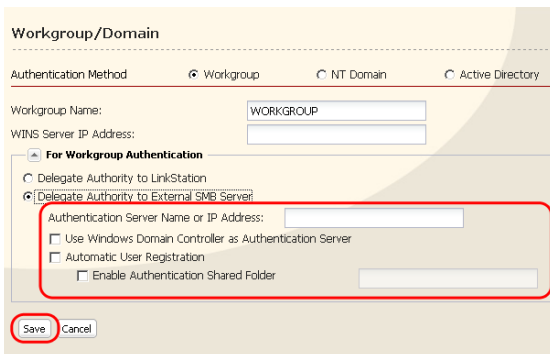 Workgroup/Domain
Authentication Method Workgroup NT Domain Active Directory
Workgroup Name: WORKGROUP
WINS Server IP Address:
For Workgroup Authentication
Delegate Authority to LinkStation
Delegate Authority to External SMB Server
Authentication Server Name or IP Address:
Use Windows Domain Controller as Authentication Server
Automatic User Registration
Enable Authentication Shared Folder
Save Cancel